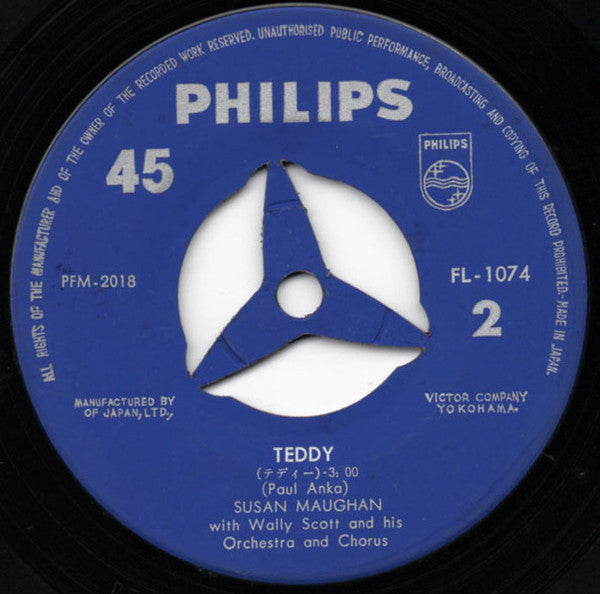 ALL RIGHTS OF THE MANUFACTURER AND OF THE OWNER OF THE RECORDED WORK RESERVED. UNAUTHORISED PUBLIC PERFORMANCE, BROADCASTING AND COPYING OF THIS RECORD PROHIBITED - MADE IN JAPAN.
PHILIPS
45
PHILIPS
PFM-2018
FL-1074
2
MANUFACTURED BY
OF JAPAN, LTD.,
VICTOR COMPANY
YOKOHAMA.
TEDDY
(テディー)-3:00
(Paul Anka)
SUSAN MAUGHAN
with Wally Scott and his
Orchestra and Chorus